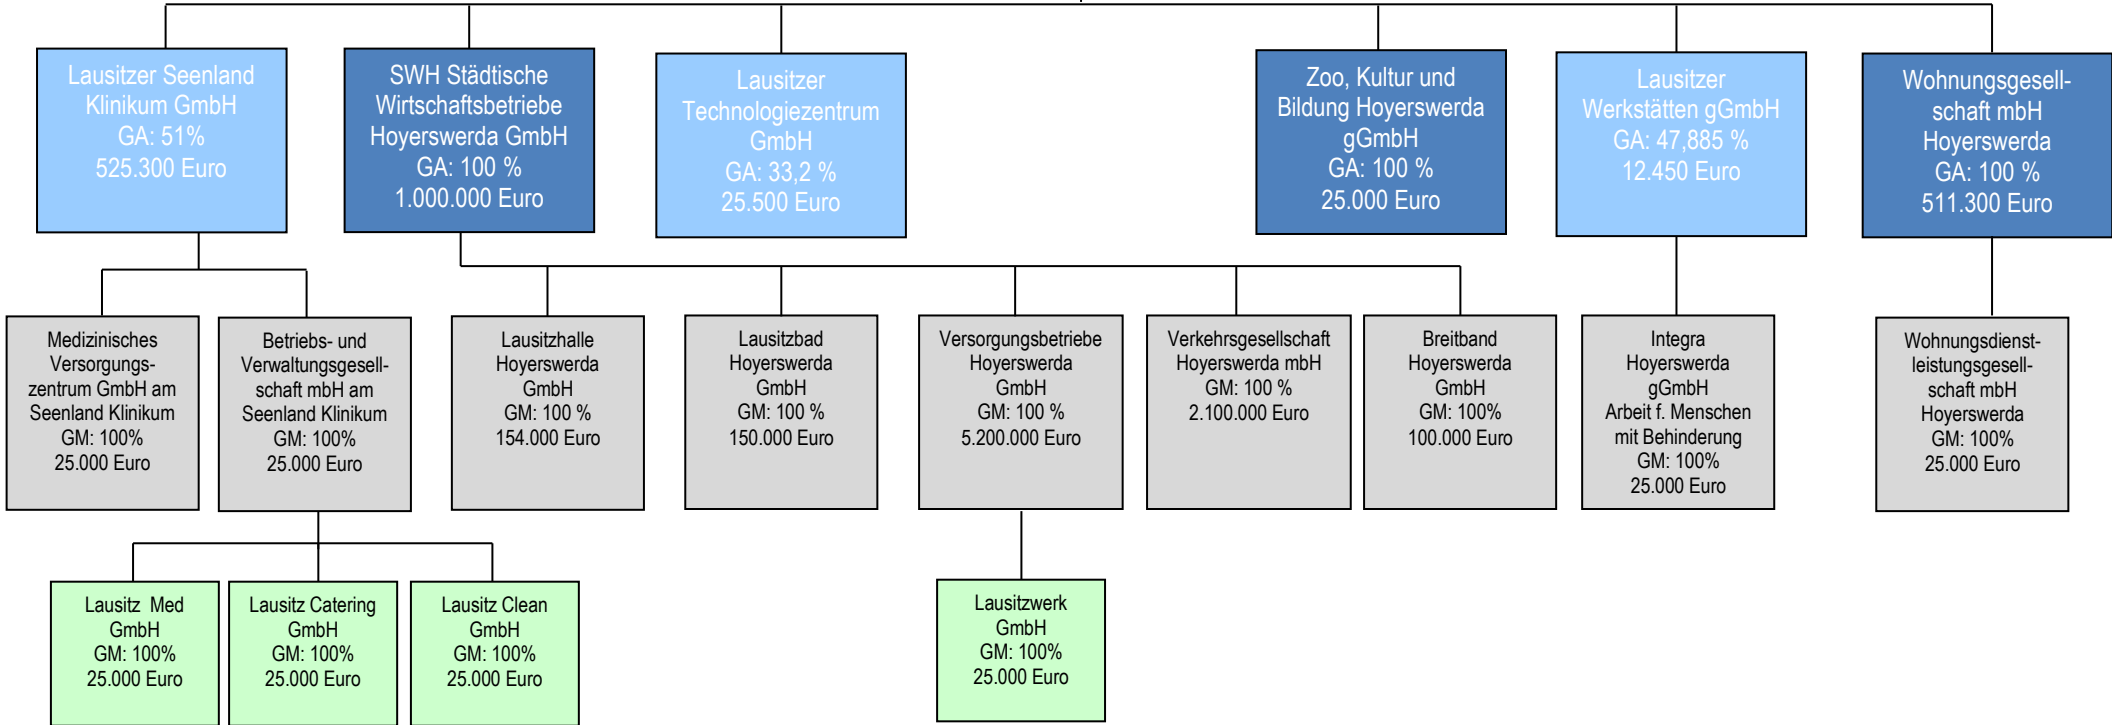 Lausitzer Seenland
Klinikum GmbH
GA: 51%
525.300 Euro
SWH Städtische
Wirtschaftsbetriebe
Hoyerswerda GmbH
GA: 100 %
1.000.000 Euro
Lausitzer
Technologiezentrum
GmbH
GA: 33,2 %
25.500 Euro
Zoo, Kultur und
Bildung Hoyerswerda
gGmbH
GA: 100 %
25.000 Euro
Lausitzer
Werkstätten gGmbH
GA: 47,885 %
12.450 Euro
Wohnungsgesell-
schaft mbH
Hoyerswerda
GA: 100 %
511.300 Euro
Medizinisches
Versorgungs-
zentrum GmbH am
Seenland Klinikum
GM: 100%
25.000 Euro
Betriebs- und
Verwaltungsgesell-
schaft mbH am
Seenland Klinikum
GM: 100%
25.000 Euro
Lausitzhalle
Hoyerswerda
GmbH
GM: 100 %
154.000 Euro
Lausitzbad
Hoyerswerda
GmbH
GM: 100 %
150.000 Euro
Versorgungsbetriebe
Hoyerswerda
GmbH
GM: 100 %
5.200.000 Euro
Verkehrsgesellschaft
Hoyerswerda mbH
GM: 100 %
2.100.000 Euro
Breitband
Hoyerswerda
GmbH
GM: 100%
100.000 Euro
Integra
Hoyerswerda
gGmbH
Arbeit f. Menschen
mit Behinderung
GM: 100%
25.000 Euro
Wohnungsdienst-
leistungsgesell-
schaft mbH
Hoyerswerda
GM: 100%
25.000 Euro
Lausitz Med
GmbH
GM: 100%
25.000 Euro
Lausitz Catering
GmbH
GM: 100%
25.000 Euro
Lausitz Clean
GmbH
GM: 100%
25.000 Euro
Lausitzwerk
GmbH
GM: 100%
25.000 Euro